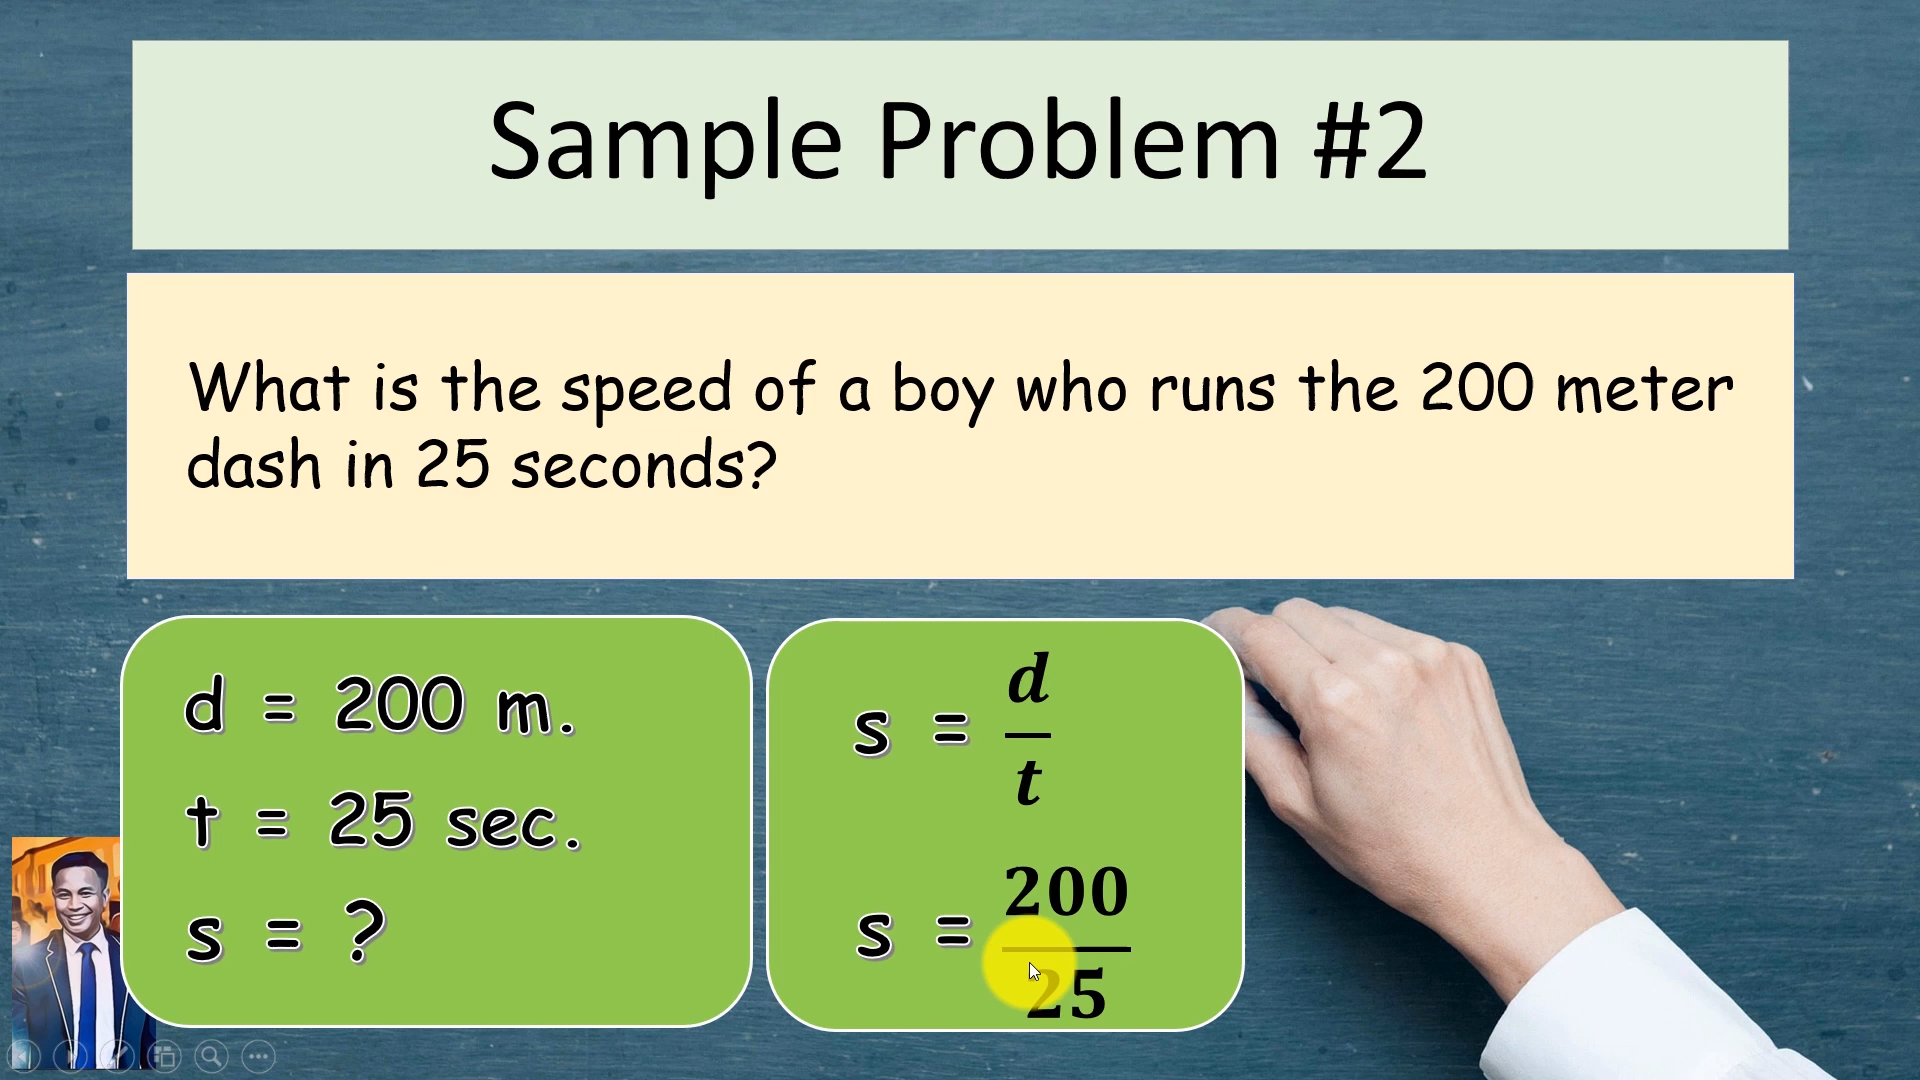 Sample Problem #2
What is the speed of a boy who runs the 200 meter
dash in 25 seconds?
d = 200 m.
t = 25 sec.
s = ?
s = d/t
s = 200/25